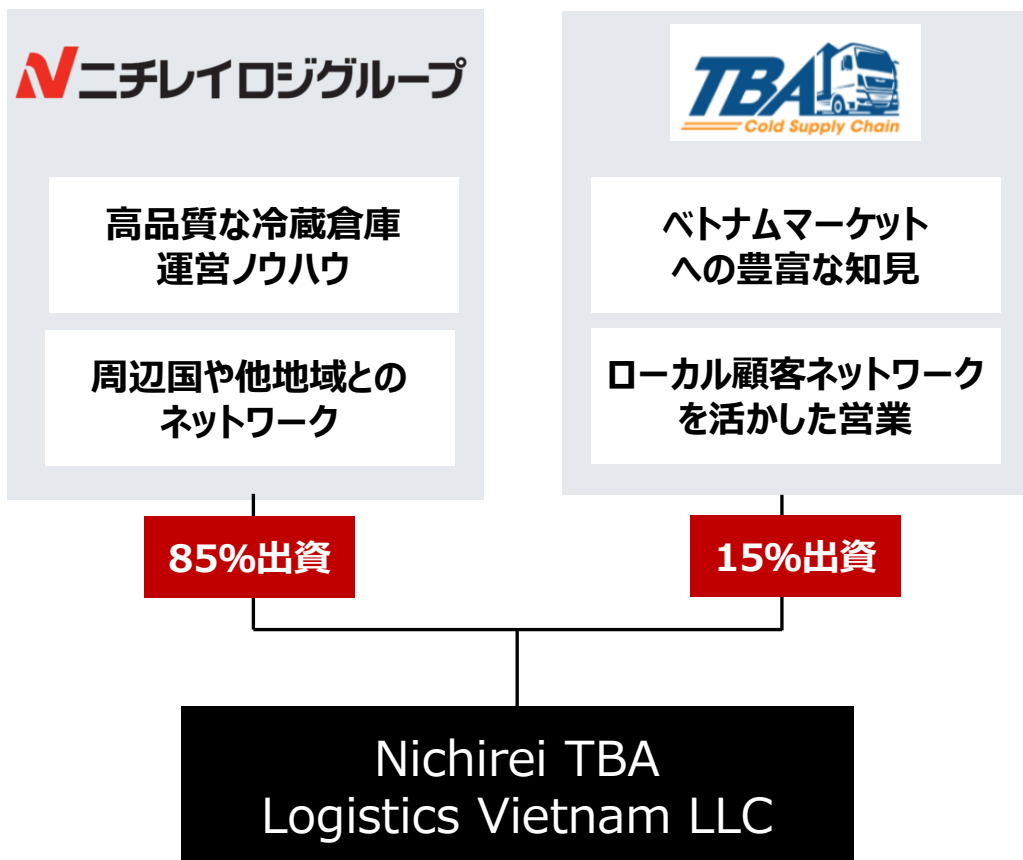 ニチレイロジグループ
高品質な冷蔵倉庫
運営ノウハウ
周辺国や他地域との
ネットワーク
85%出資
TBA
Cold Supply Chain
ベトナムマーケット
への豊富な知見
ローカル顧客ネットワーク
を活かした営業
15%出資
Nichirei TBA
Logistics Vietnam LLC